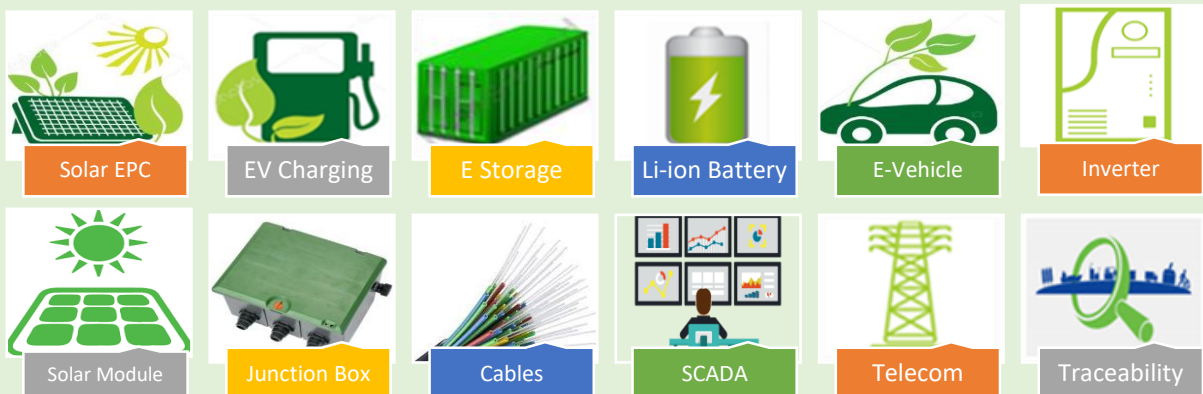 Solar EPC
EV Charging
E Storage
Li-ion Battery
E-Vehicle
Inverter
Solar Module
Junction Box
Cables
SCADA
Telecom
Traceability